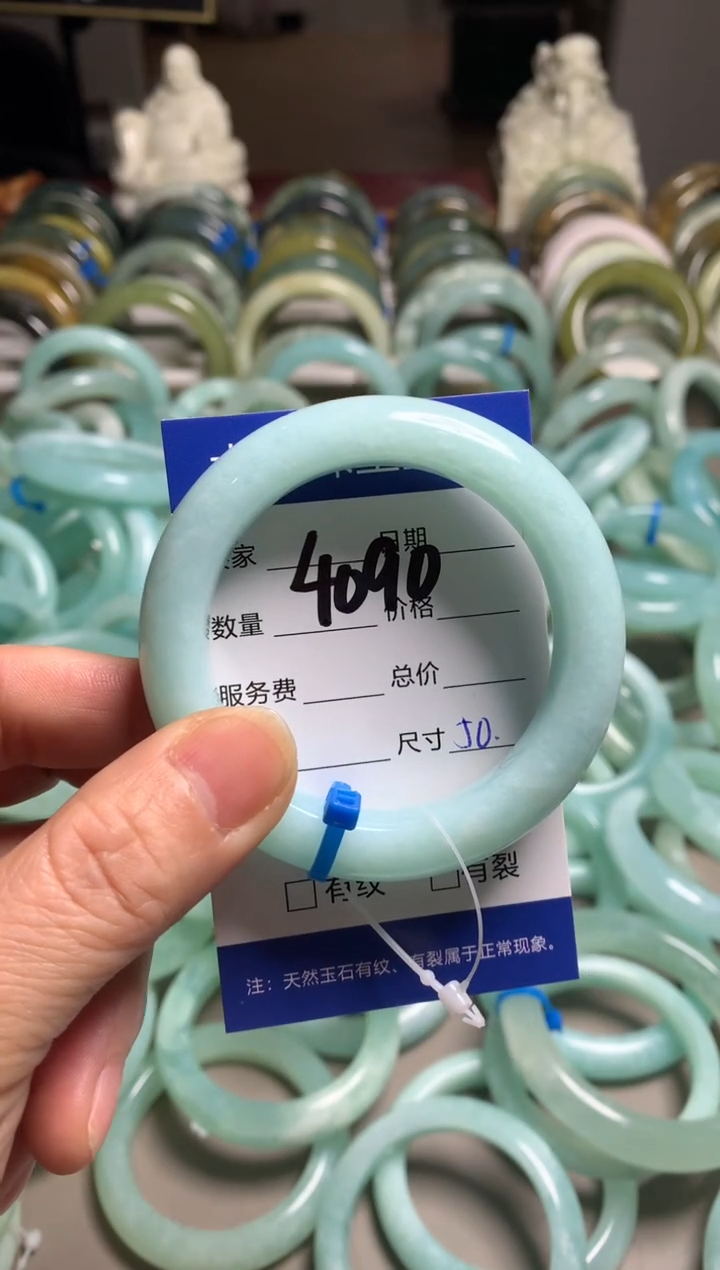 家 日期
4090
数量 价格
服务费 总价
尺寸 50.
有纹 有裂
注：天然玉石有纹、有裂属于正常现象。